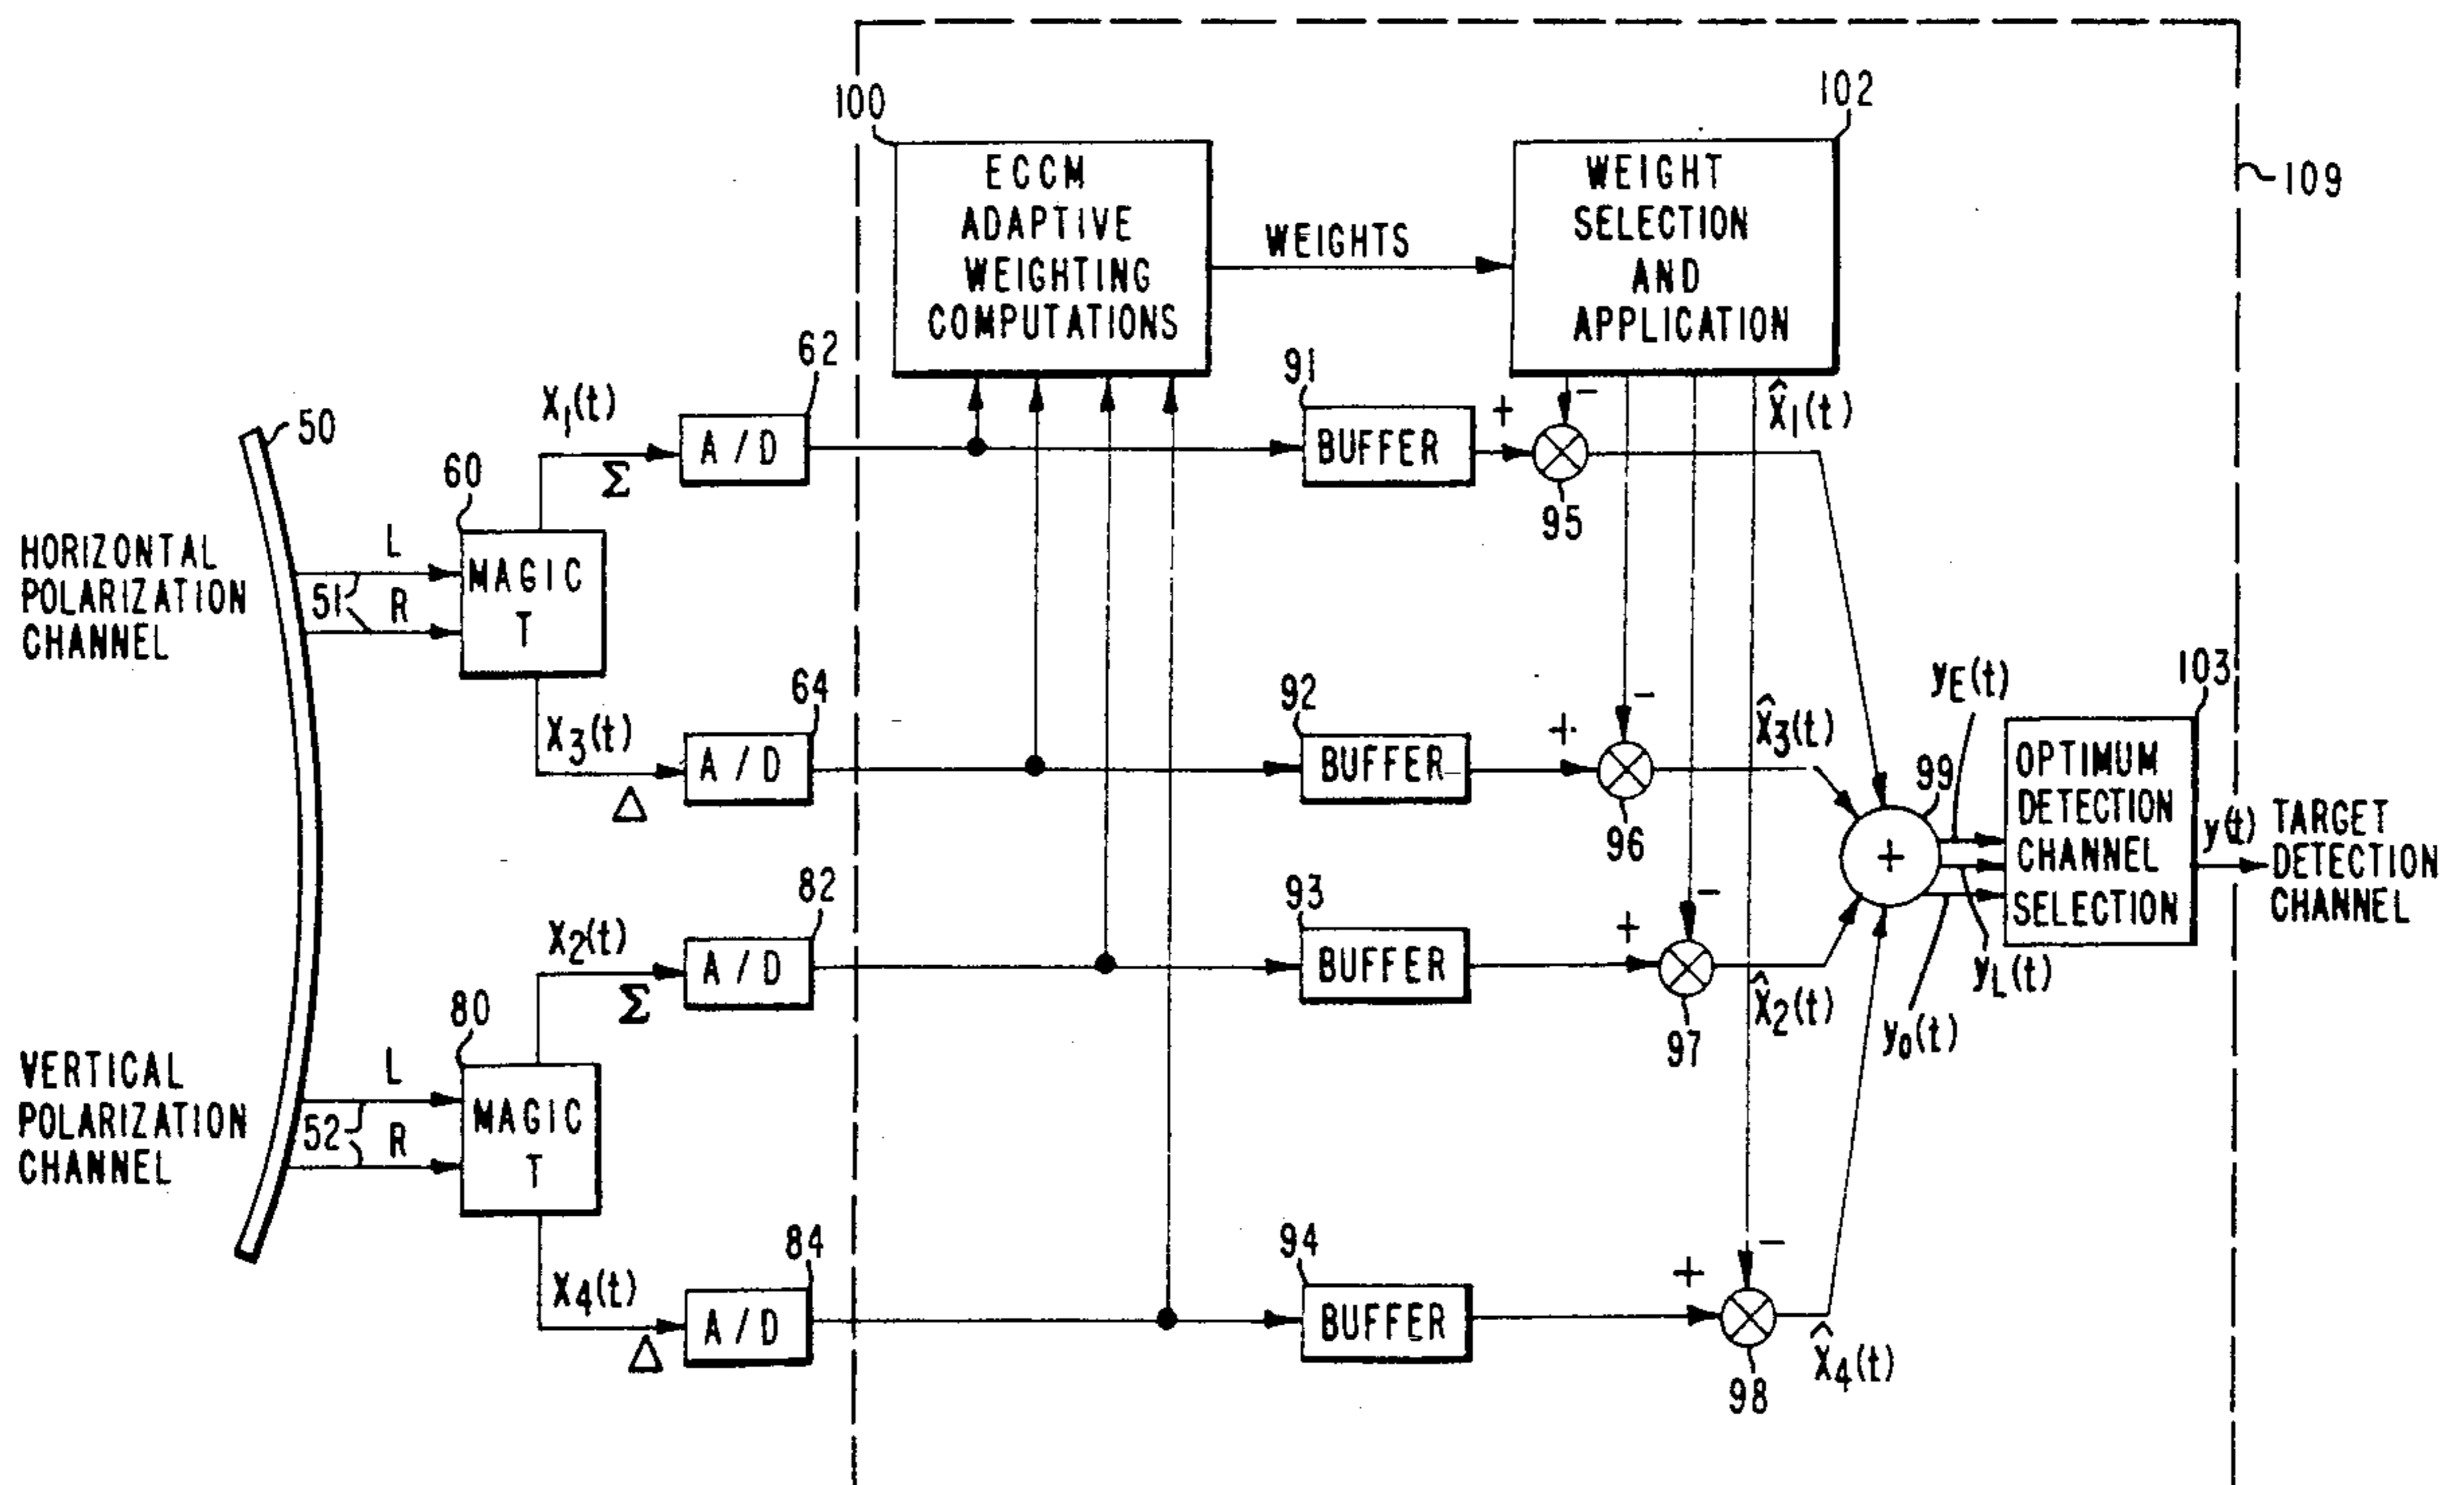 100
102
ECCM
ADAPTIVE
WEIGHTING
COMPUTATIONS
WEIGHTS
WEIGHT
SELECTION
AND
APPLICATION
109
50
HORIZONTAL
POLARIZATION
CHANNEL
51
L
R
60
MAGIC
T
X₁(t)
Σ
62
A/D
X₃(t)
Δ
64
A/D
91
BUFFER
+
−
95
X̂₁(t)
92
BUFFER
+
−
96
X̂₃(t)
VERTICAL
POLARIZATION
CHANNEL
52
L
R
80
MAGIC
T
X₂(t)
Σ
82
A/D
X₄(t)
Δ
84
A/D
93
BUFFER
+
−
97
X̂₂(t)
94
BUFFER
+
−
98
X̂₄(t)
99
+
yE(t)
yL(t)
y₀(t)
103
OPTIMUM
DETECTION
CHANNEL
SELECTION
y(t)
TARGET
DETECTION
CHANNEL